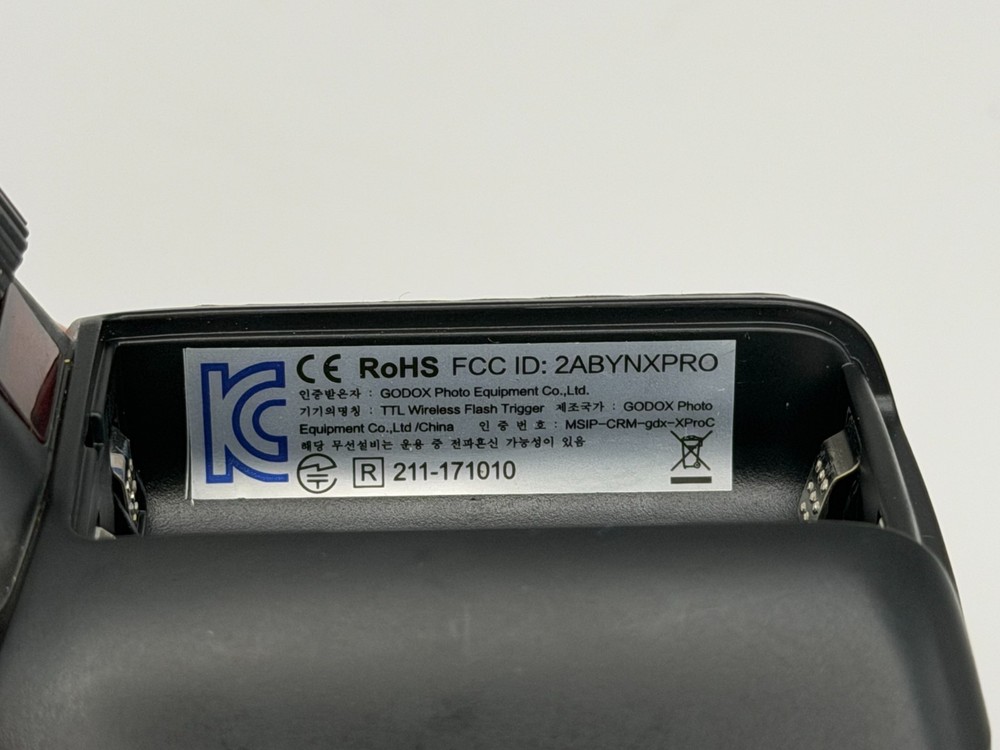 KC CE RoHS FCC ID: 2ABYNXPRO
인증받은자 : GODOX Photo Equipment Co.,Ltd.
기기의명칭 : TTL Wireless Flash Trigger 제조국가 : GODOX Photo
Equipment Co.,Ltd /China 인증번호 : MSIP-CRM-gdx-XProC
해당 무선설비는 운용 중 전파혼신 가능성이 있음
R 211-171010